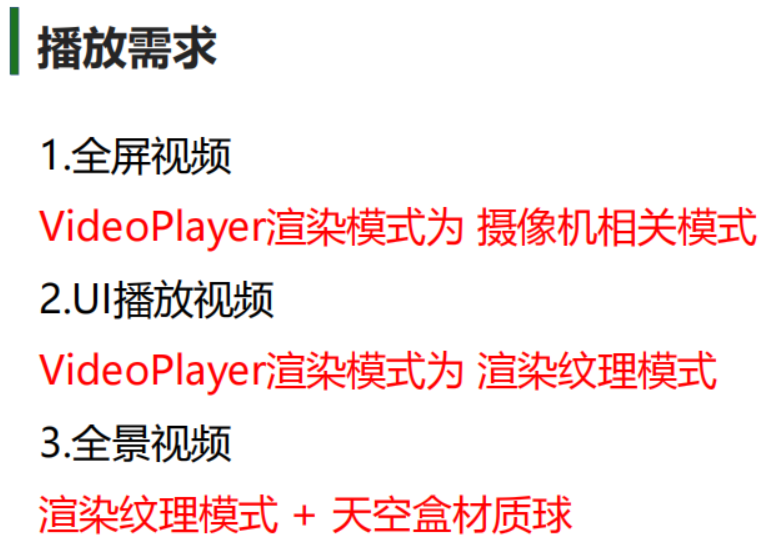 播放需求
1.全屏视频
VideoPlayer渲染模式为 摄像机相关模式
2.UI播放视频
VideoPlayer渲染模式为 渲染纹理模式
3.全景视频
渲染纹理模式 + 天空盒材质球